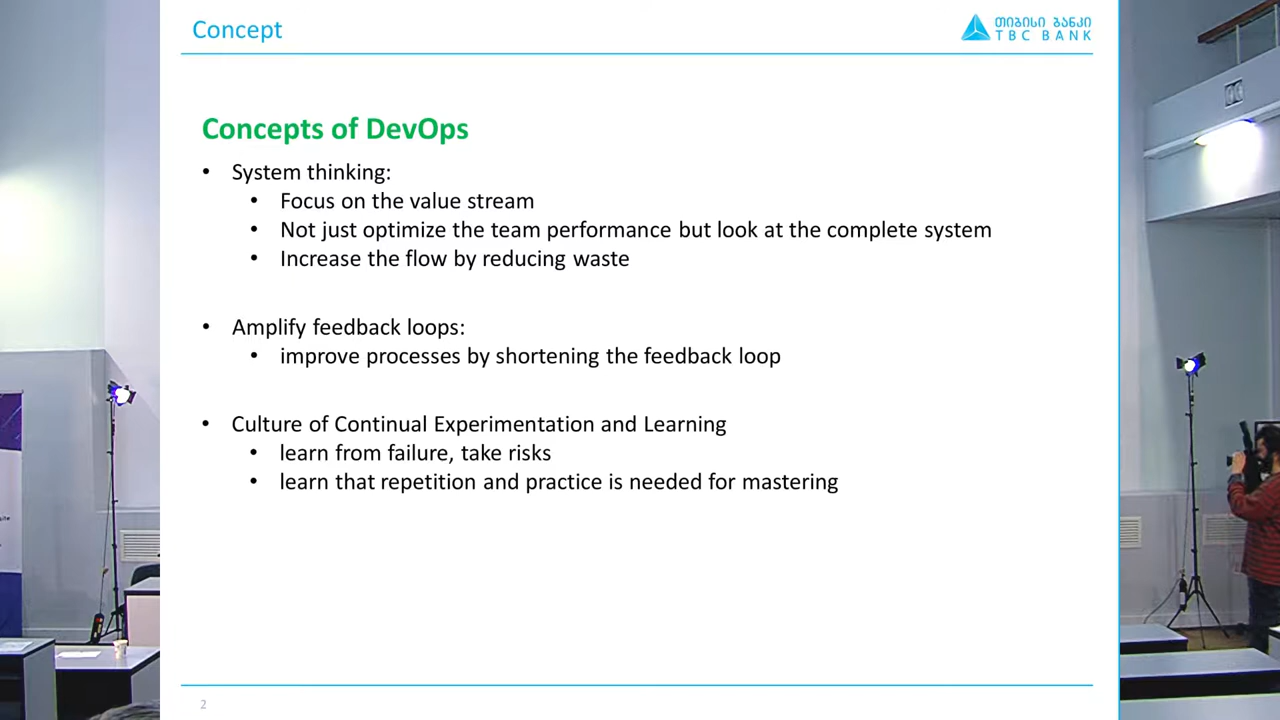 Concept
თიბისი ბანკი
TBC BANK
Concepts of DevOps
• System thinking:
• Focus on the value stream
• Not just optimize the team performance but look at the complete system
• Increase the flow by reducing waste
• Amplify feedback loops:
• improve processes by shortening the feedback loop
• Culture of Continual Experimentation and Learning
• learn from failure, take risks
• learn that repetition and practice is needed for mastering
2